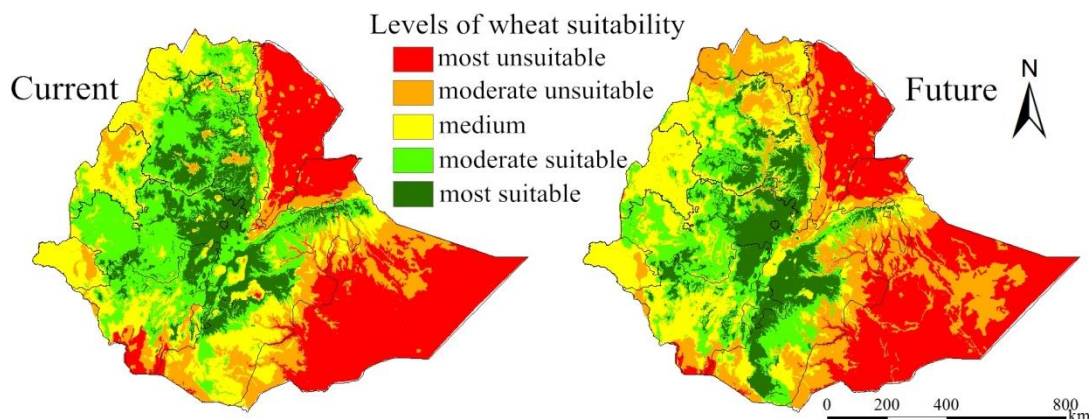 Levels of wheat suitability
Current
most unsuitable
moderate unsuitable
medium
moderate suitable
most suitable
Future
N
0 200 400 800
km